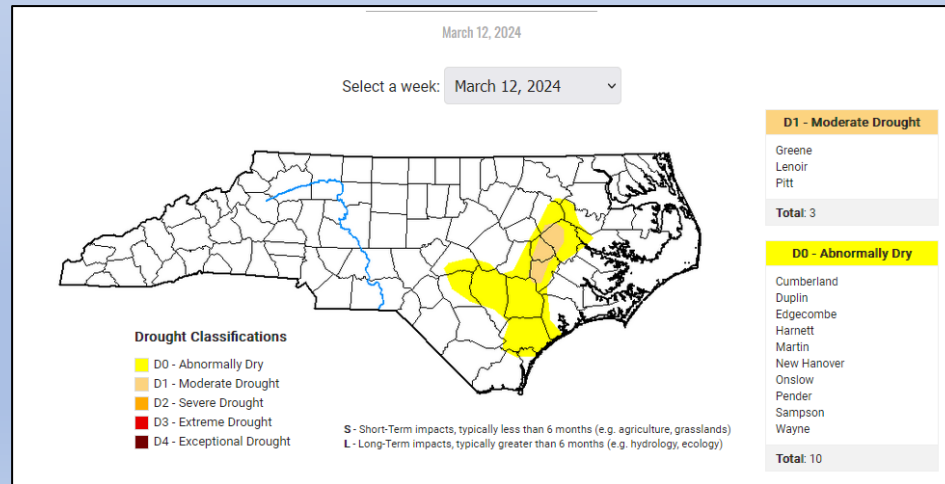 March 12, 2024
Select a week: March 12, 2024
D1 - Moderate Drought
Greene
Lenoir
Pitt
Total: 3
D0 - Abnormally Dry
Cumberland
Duplin
Edgecombe
Harnett
Martin
New Hanover
Onslow
Pender
Sampson
Wayne
Total: 10
Drought Classifications
D0 - Abnormally Dry
D1 - Moderate Drought
D2 - Severe Drought
D3 - Extreme Drought
D4 - Exceptional Drought
S - Short-Term impacts, typically less than 6 months (e.g. agriculture, grasslands)
L - Long-Term impacts, typically greater than 6 months (e.g. hydrology, ecology)